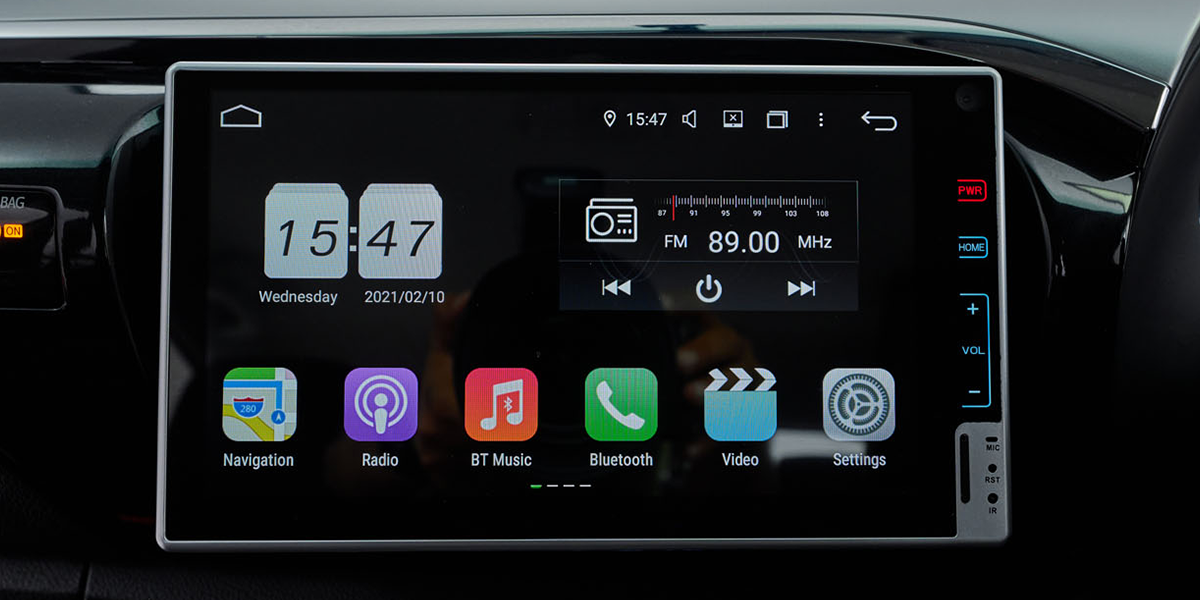 BAG
ON
15:47
15:47
Wednesday 2021/02/10
87 91 95 99 103 108
FM 89.00 MHz
280
Navigation Radio BT Music Bluetooth Video Settings
PWR
HOME
+
VOL
−
MIC
RST
IR